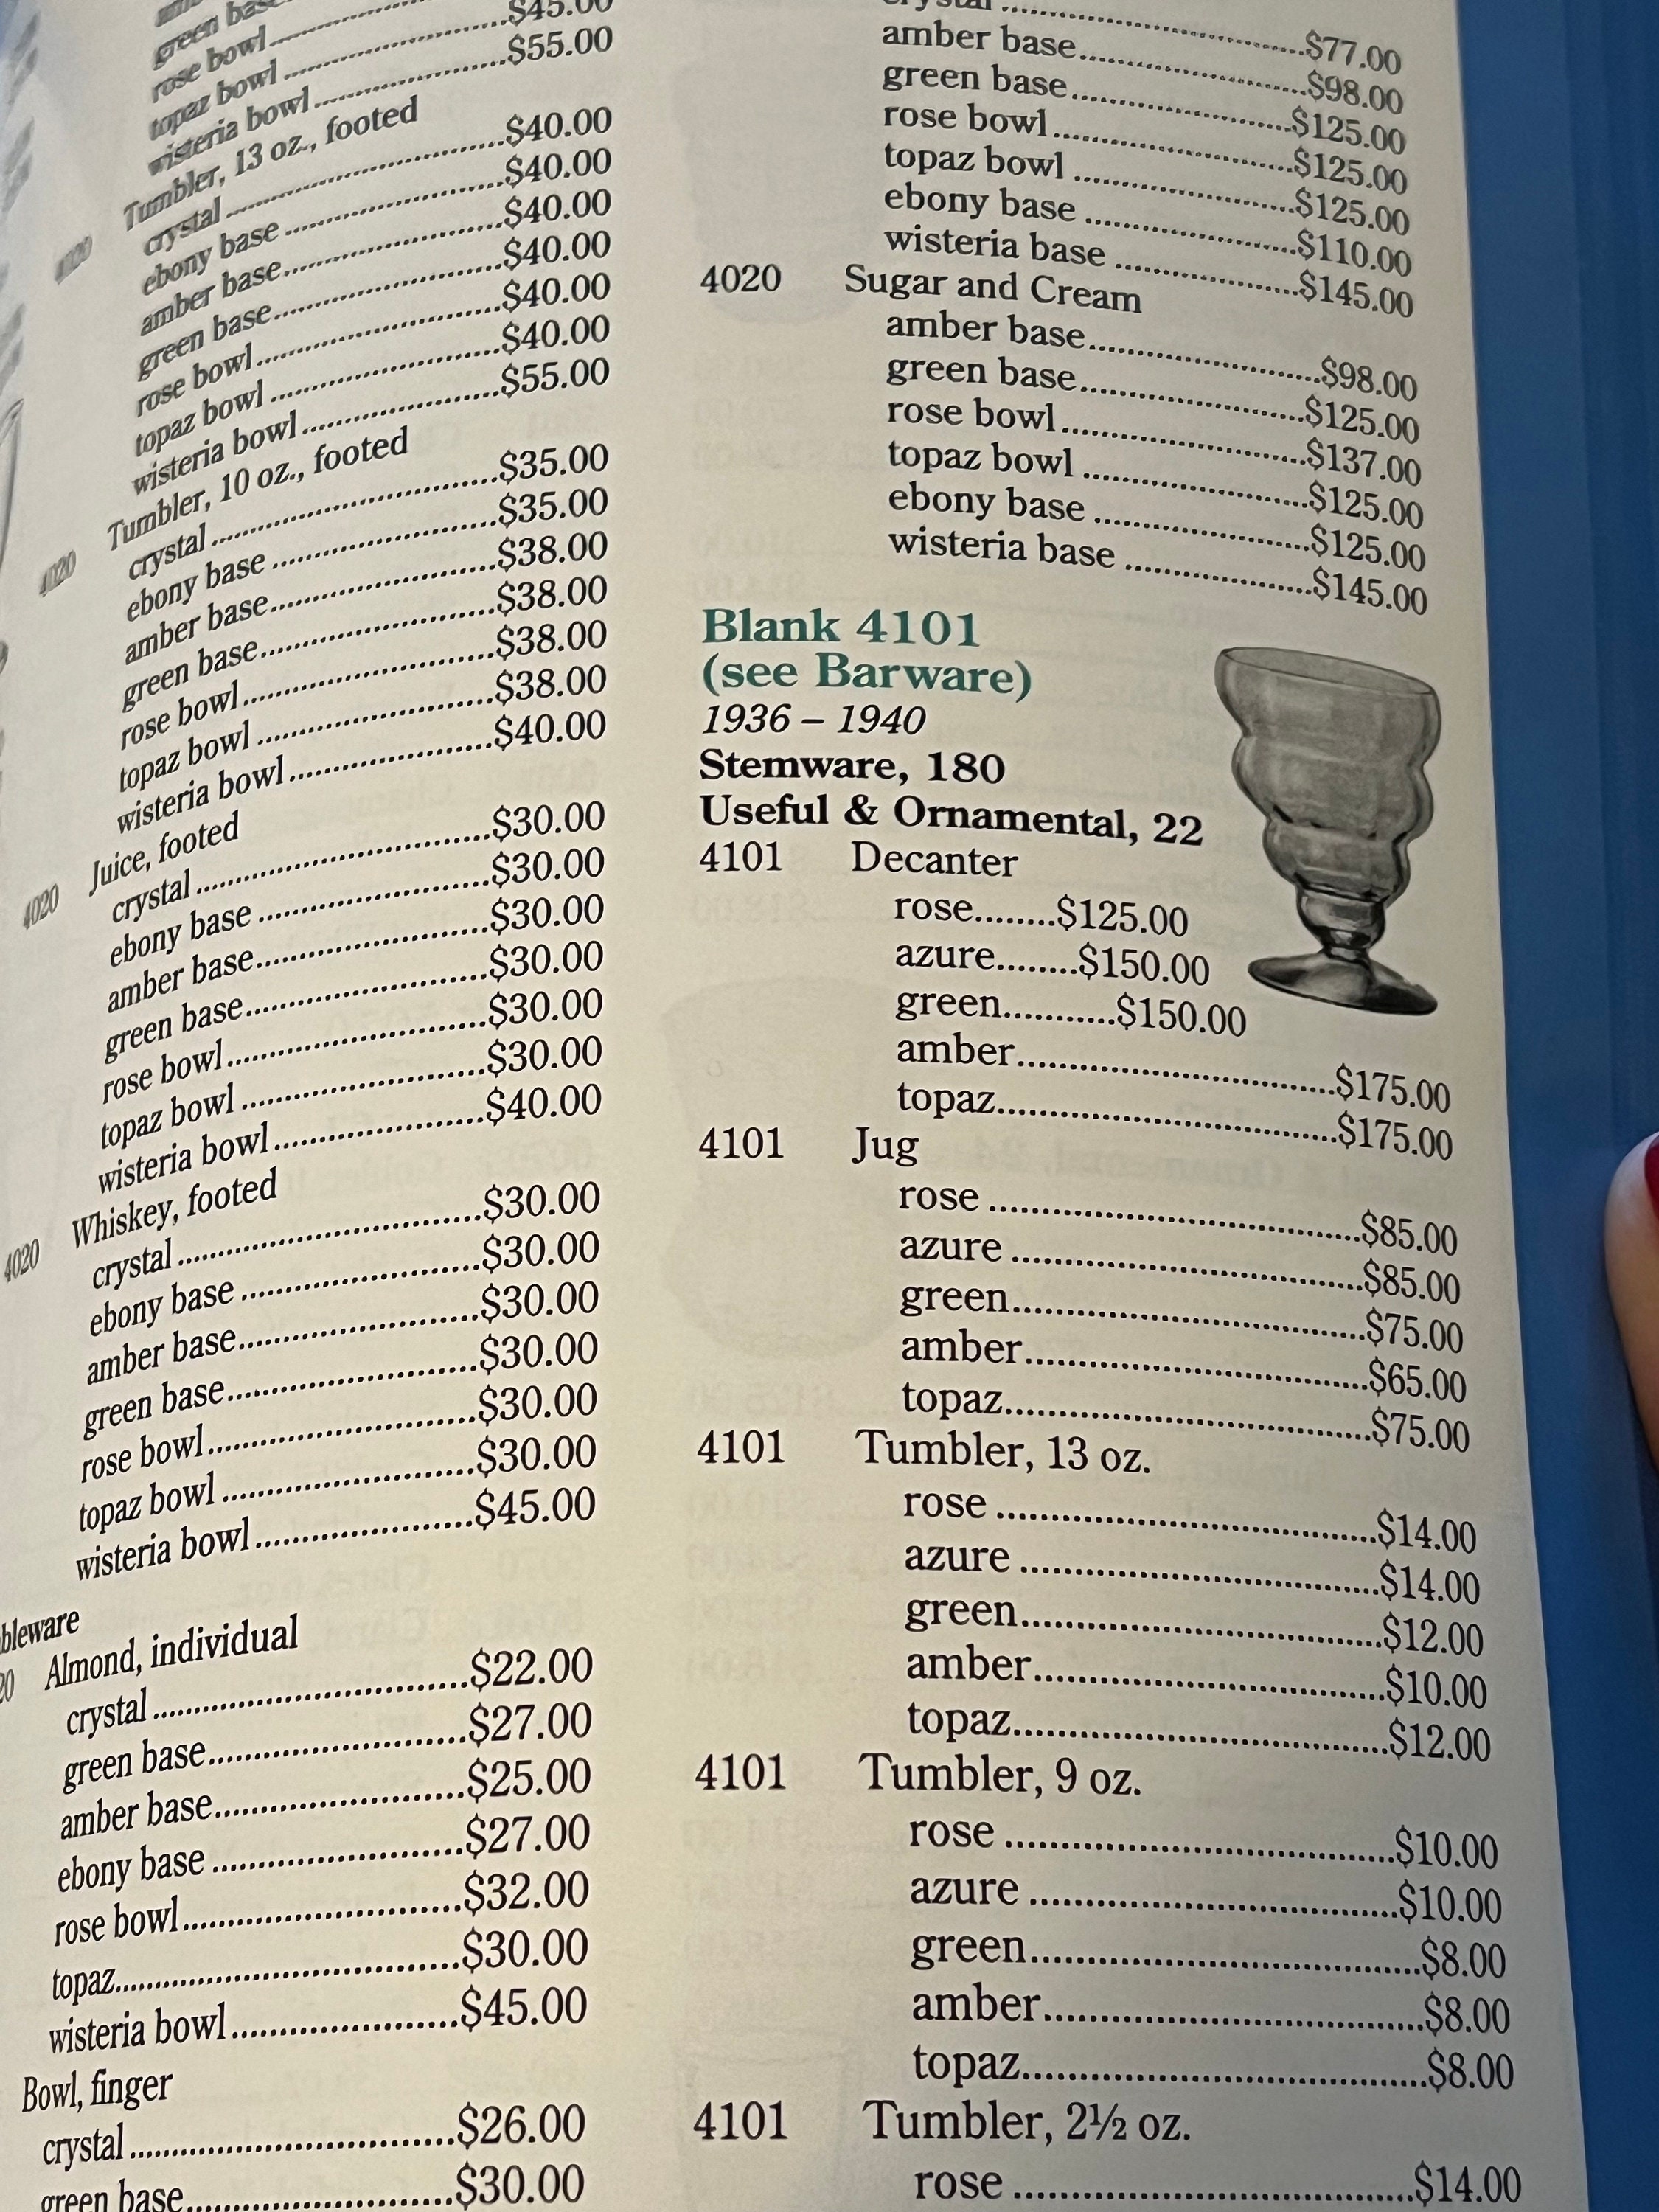 green base
rose bowl
topaz bowl ........ $45.00
wisteria bowl ........ $55.00
4020 Tumbler, 13 oz., footed
crystal ........ $40.00
ebony base ........ $40.00
amber base ........ $40.00
green base ........ $40.00
rose bowl ........ $40.00
topaz bowl ........ $40.00
wisteria bowl ........ $55.00
4020 Tumbler, 10 oz., footed
crystal ........ $35.00
ebony base ........ $35.00
amber base ........ $38.00
green base ........ $38.00
rose bowl ........ $38.00
topaz bowl ........ $38.00
wisteria bowl ........ $40.00
4020 Juice, footed
crystal ........ $30.00
ebony base ........ $30.00
amber base ........ $30.00
green base ........ $30.00
rose bowl ........ $30.00
topaz bowl ........ $30.00
wisteria bowl ........ $40.00
4020 Whiskey, footed
crystal ........ $30.00
ebony base ........ $30.00
amber base ........ $30.00
green base ........ $30.00
rose bowl ........ $30.00
topaz bowl ........ $30.00
wisteria bowl ........ $45.00
bleware
20 Almond, individual
crystal ........ $22.00
green base ........ $27.00
amber base ........ $25.00
ebony base ........ $27.00
rose bowl ........ $32.00
topaz ........ $30.00
wisteria bowl ........ $45.00
Bowl, finger
crystal ........ $26.00
green base ........ $30.00
crystal ........ $77.00
amber base ........ $98.00
green base ........ $125.00
rose bowl ........ $125.00
topaz bowl ........ $125.00
ebony base ........ $110.00
wisteria base ........ $145.00
4020 Sugar and Cream
amber base ........ $98.00
green base ........ $125.00
rose bowl ........ $137.00
topaz bowl ........ $125.00
ebony base ........ $125.00
wisteria base ........ $145.00
Blank 4101
(see Barware)
1936 – 1940
Stemware, 180
Useful & Ornamental, 22
4101 Decanter
rose ........ $125.00
azure ........ $150.00
green ........ $150.00
amber ........ $175.00
topaz ........ $175.00
4101 Jug
rose ........ $85.00
azure ........ $85.00
green ........ $75.00
amber ........ $65.00
topaz ........ $75.00
4101 Tumbler, 13 oz.
rose ........ $14.00
azure ........ $14.00
green ........ $12.00
amber ........ $10.00
topaz ........ $12.00
4101 Tumbler, 9 oz.
rose ........ $10.00
azure ........ $10.00
green ........ $8.00
amber ........ $8.00
topaz ........ $8.00
4101 Tumbler, 2½ oz.
rose ........ $14.00